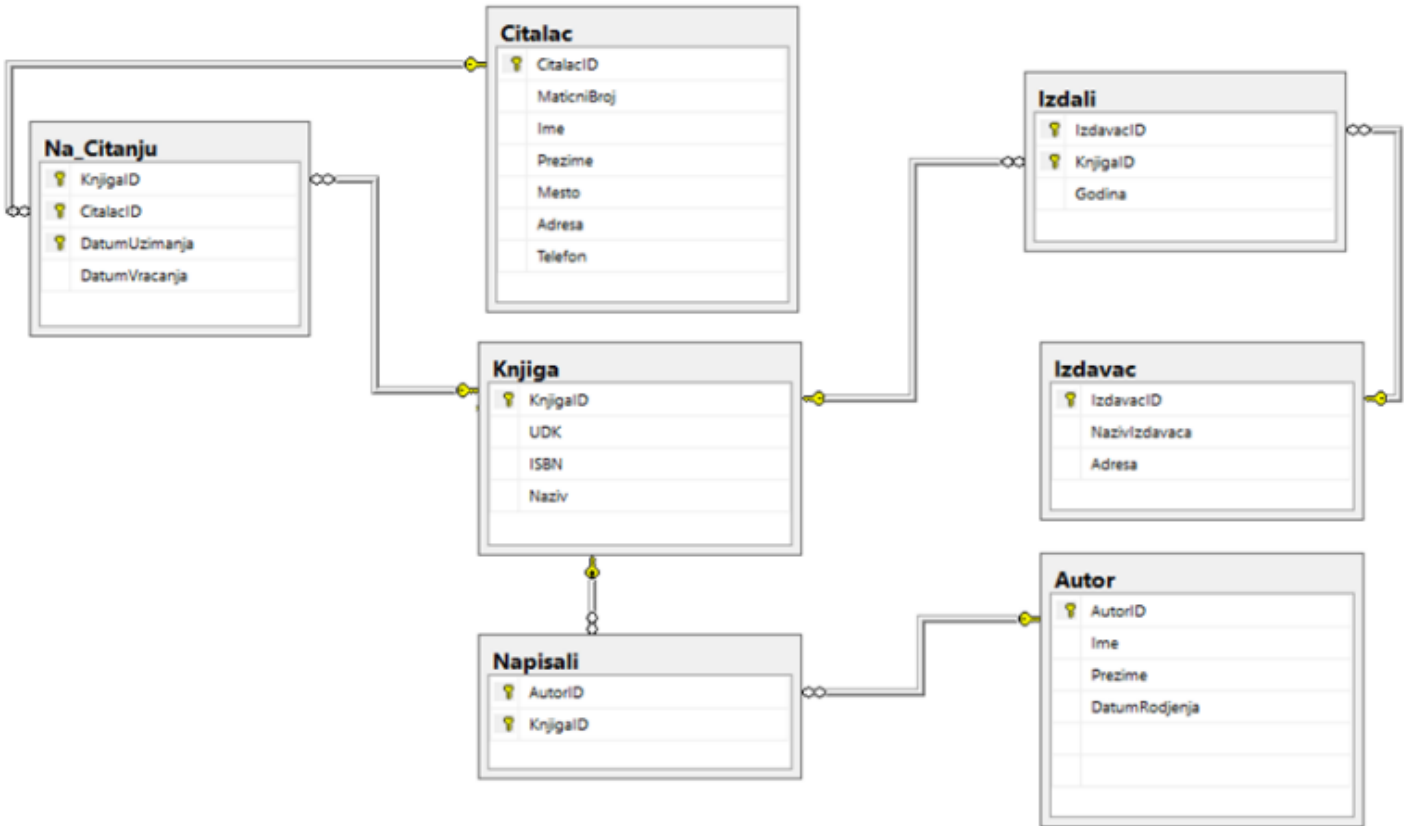 Citalac
CitalacID
MaticniBroj
Ime
Prezime
Mesto
Adresa
Telefon
Izdali
IzdavacID
KnjigaID
Godina
Na_Citanju
KnjigaID
CitalacID
DatumUzimanja
DatumVracanja
Knjiga
KnjigaID
UDK
ISBN
Naziv
Izdavac
IzdavacID
NazivIzdavaca
Adresa
Autor
AutorID
Ime
Prezime
DatumRodjenja
Napisali
AutorID
KnjigaID